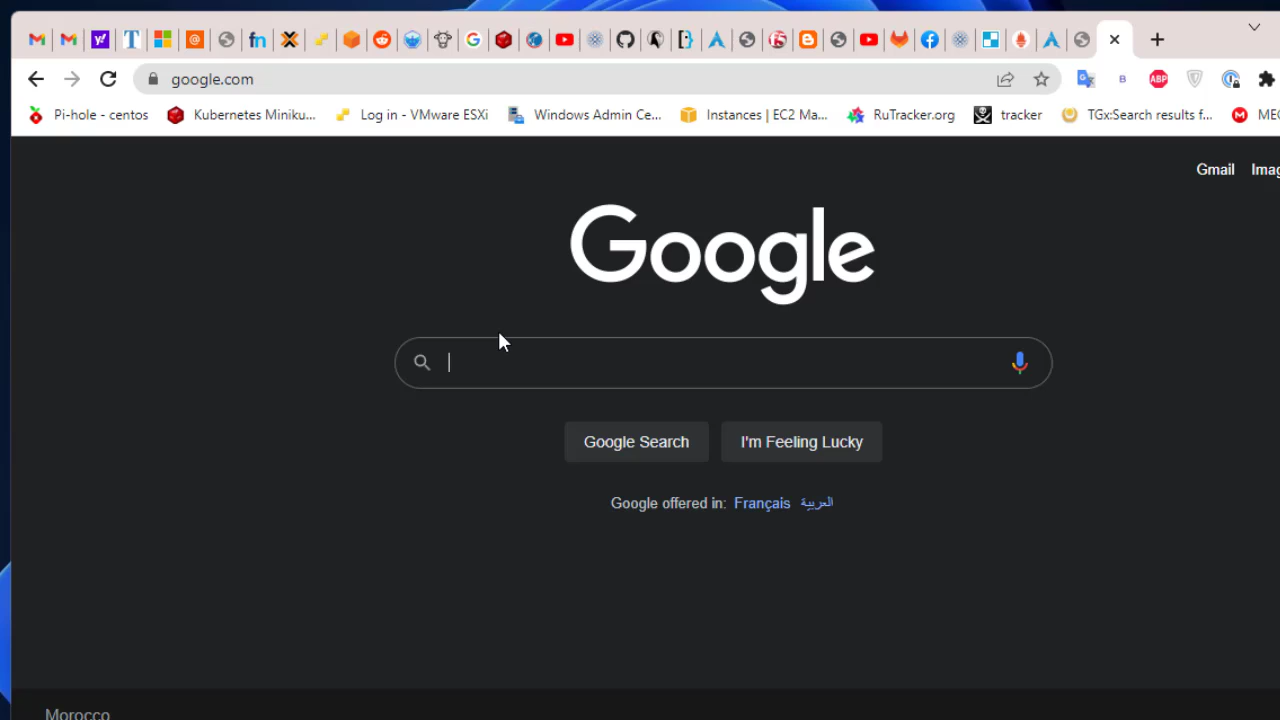 google.com
Pi-hole - centos
Kubernetes Miniku...
Log in - VMware ESXi
Windows Admin Ce...
Instances | EC2 Ma...
RuTracker.org
tracker
TGx:Search results f...
Gmail
Google
Google Search
I'm Feeling Lucky
Google offered in: Français العربية
Morocco